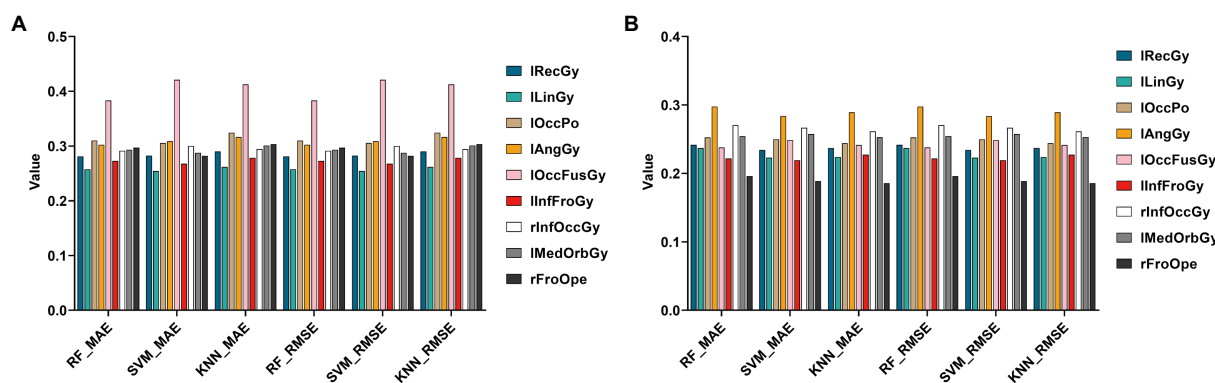 A
Value
0.5
0.4
0.3
0.2
0.1
0.0
RF_MAE
SVM_MAE
KNN_MAE
RF_RMSE
SVM_RMSE
KNN_RMSE
lRecGy
lLinGy
lOccPo
lAngGy
lOccFusGy
lInfFroGy
rInfOccGy
lMedOrbGy
rFroOpe
B
Value
0.4
0.3
0.2
0.1
0.0
RF_MAE
SVM_MAE
KNN_MAE
RF_RMSE
SVM_RMSE
KNN_RMSE
lRecGy
lLinGy
lOccPo
lAngGy
lOccFusGy
lInfFroGy
rInfOccGy
lMedOrbGy
rFroOpe